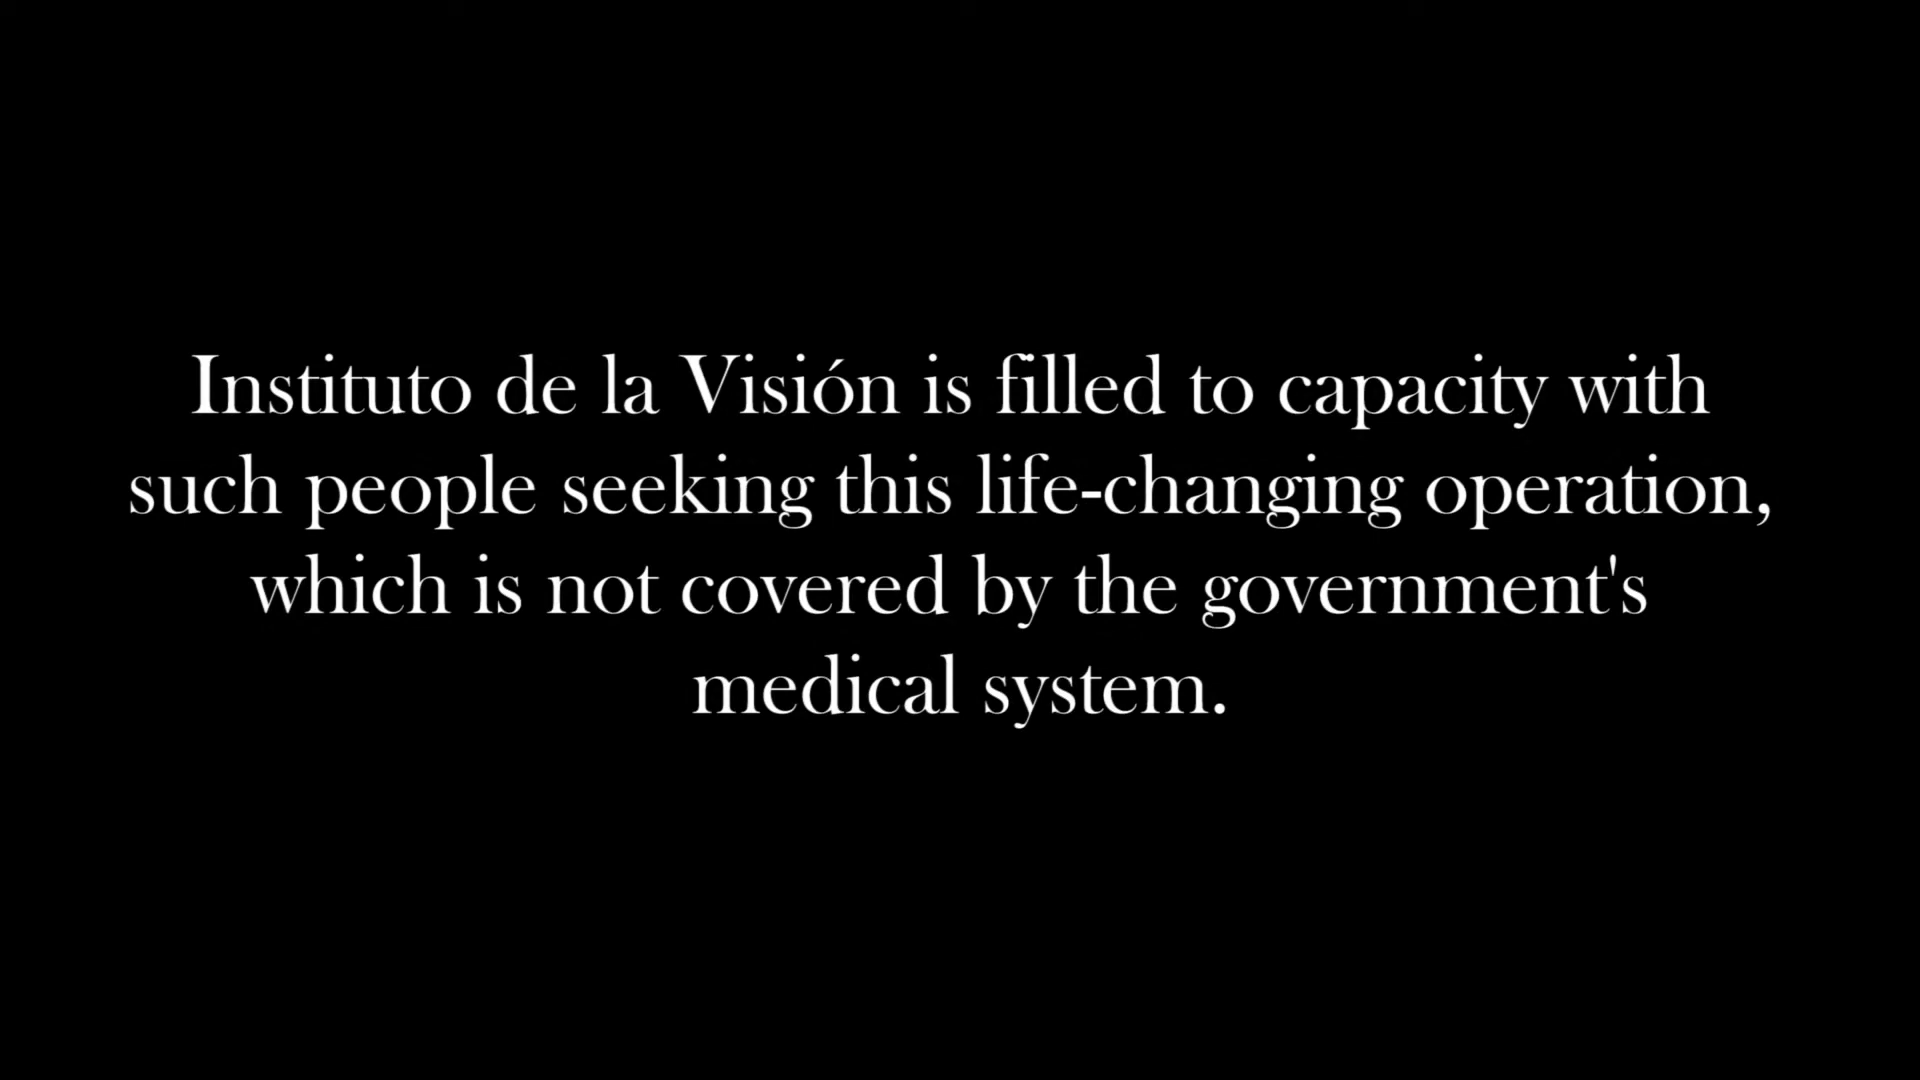 Instituto de la Visión is filled to capacity with
such people seeking this life-changing operation,
which is not covered by the government's
medical system.